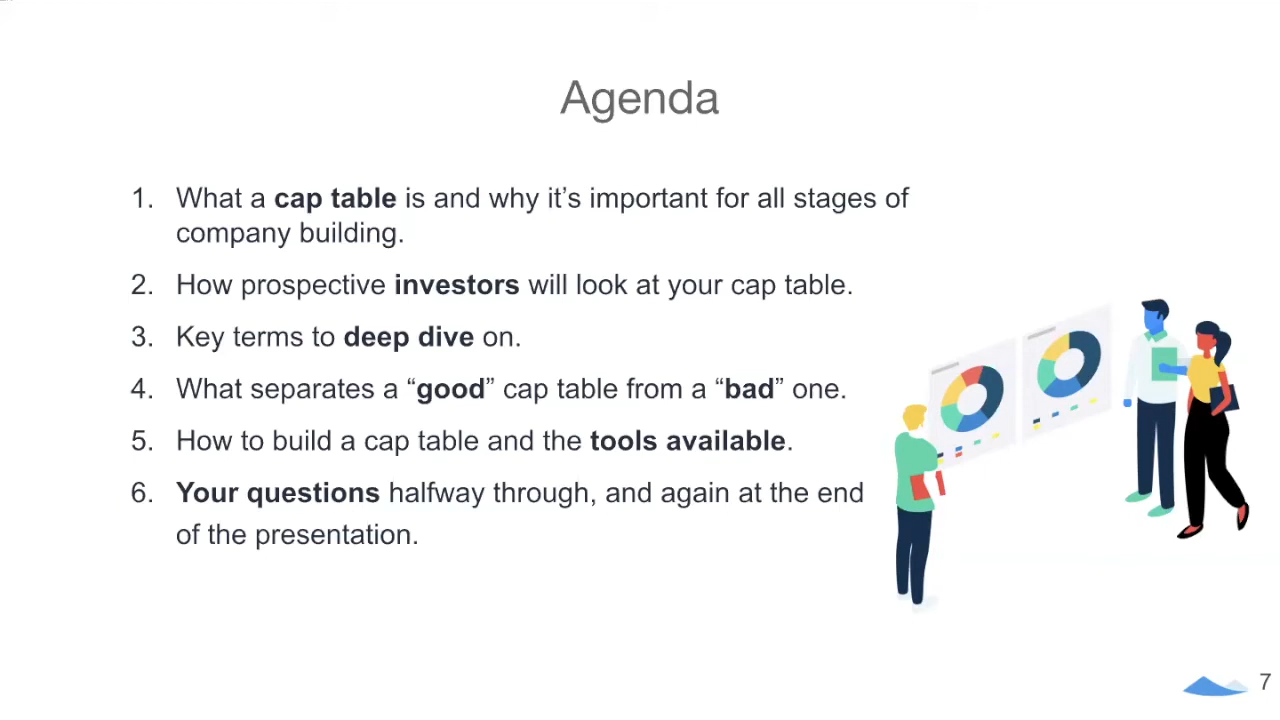 Agenda
1. What a cap table is and why it’s important for all stages of
company building.
2. How prospective investors will look at your cap table.
3. Key terms to deep dive on.
4. What separates a “good” cap table from a “bad” one.
5. How to build a cap table and the tools available.
6. Your questions halfway through, and again at the end
of the presentation.
7